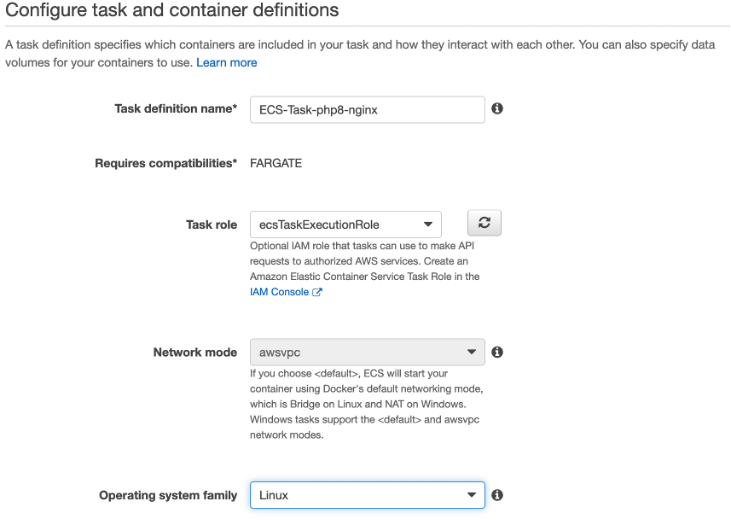 Configure task and container definitions
A task definition specifies which containers are included in your task and how they interact with each other. You can also specify data
volumes for your containers to use. Learn more
Task definition name* ECS-Task-php8-nginx
Requires compatibilities* FARGATE
Task role ecsTaskExecutionRole
Optional IAM role that tasks can use to make API
requests to authorized AWS services. Create an
Amazon Elastic Container Service Task Role in the
IAM Console
Network mode awsvpc
If you choose <default>, ECS will start your
container using Docker's default networking mode,
which is Bridge on Linux and NAT on Windows.
Windows tasks support the <default> and awsvpc
network modes.
Operating system family Linux